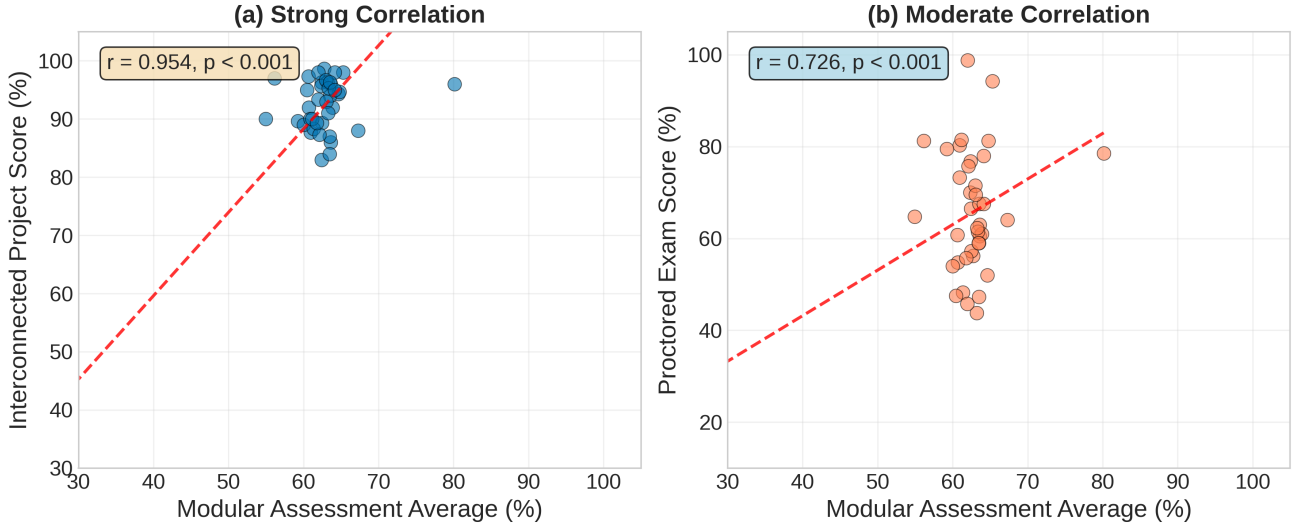 (a) Strong Correlation
r = 0.954, p < 0.001
Interconnected Project Score (%)
100
90
80
70
60
50
40
30
30 40 50 60 70 80 90 100
Modular Assessment Average (%)
(b) Moderate Correlation
r = 0.726, p < 0.001
Proctored Exam Score (%)
100
80
60
40
20
30 40 50 60 70 80 90 100
Modular Assessment Average (%)